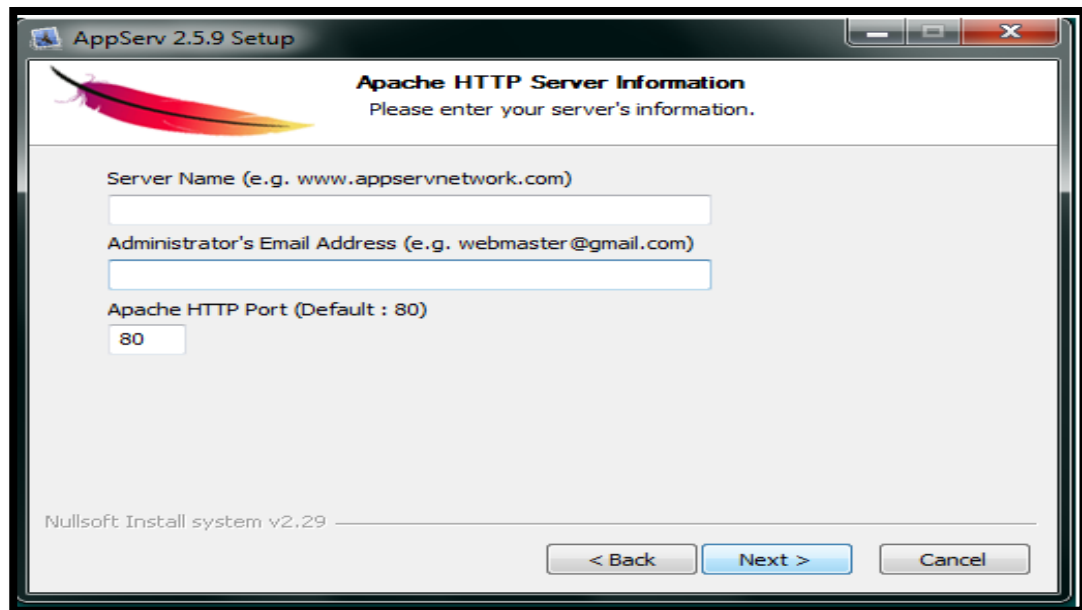 AppServ 2.5.9 Setup
Apache HTTP Server Information
Please enter your server's information.
Server Name (e.g. www.appservnetwork.com)
Administrator's Email Address (e.g. webmaster@gmail.com)
Apache HTTP Port (Default : 80)
80
Nullsoft Install system v2.29
< Back Next > Cancel